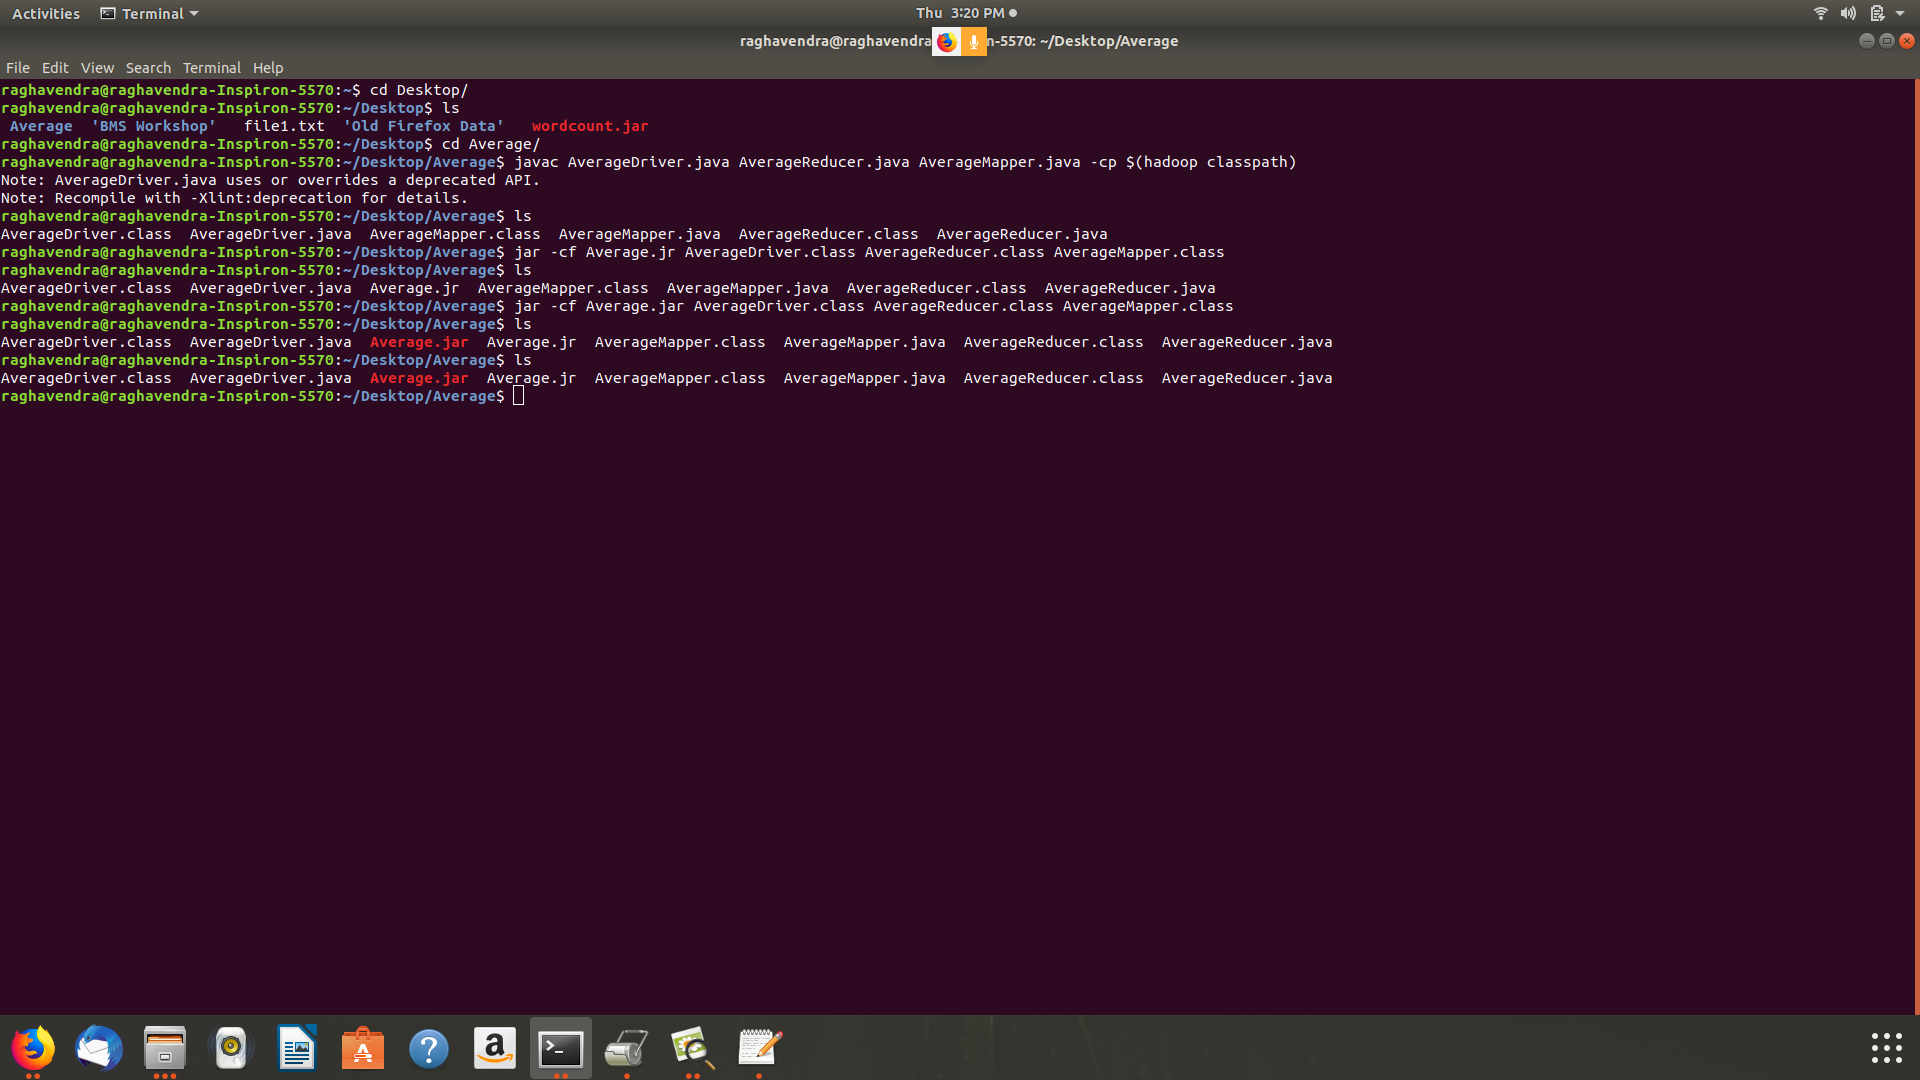 Activities Terminal Thu 3:20 PM
raghavendra@raghavendra n-5570: ~/Desktop/Average
File Edit View Search Terminal Help
raghavendra@raghavendra-Inspiron-5570:~$ cd Desktop/
raghavendra@raghavendra-Inspiron-5570:~/Desktop$ ls
Average 'BMS Workshop' file1.txt 'Old Firefox Data' wordcount.jar
raghavendra@raghavendra-Inspiron-5570:~/Desktop$ cd Average/
raghavendra@raghavendra-Inspiron-5570:~/Desktop/Average$ javac AverageDriver.java AverageReducer.java AverageMapper.java -cp $(hadoop classpath)
Note: AverageDriver.java uses or overrides a deprecated API.
Note: Recompile with -Xlint:deprecation for details.
raghavendra@raghavendra-Inspiron-5570:~/Desktop/Average$ ls
AverageDriver.class AverageDriver.java AverageMapper.class AverageMapper.java AverageReducer.class AverageReducer.java
raghavendra@raghavendra-Inspiron-5570:~/Desktop/Average$ jar -cf Average.jr AverageDriver.class AverageReducer.class AverageMapper.class
raghavendra@raghavendra-Inspiron-5570:~/Desktop/Average$ ls
AverageDriver.class AverageDriver.java Average.jr AverageMapper.class AverageMapper.java AverageReducer.class AverageReducer.java
raghavendra@raghavendra-Inspiron-5570:~/Desktop/Average$ jar -cf Average.jar AverageDriver.class AverageReducer.class AverageMapper.class
raghavendra@raghavendra-Inspiron-5570:~/Desktop/Average$ ls
AverageDriver.class AverageDriver.java Average.jar Average.jr AverageMapper.class AverageMapper.java AverageReducer.class AverageReducer.java
raghavendra@raghavendra-Inspiron-5570:~/Desktop/Average$ ls
AverageDriver.class AverageDriver.java Average.jar Average.jr AverageMapper.class AverageMapper.java AverageReducer.class AverageReducer.java
raghavendra@raghavendra-Inspiron-5570:~/Desktop/Average$